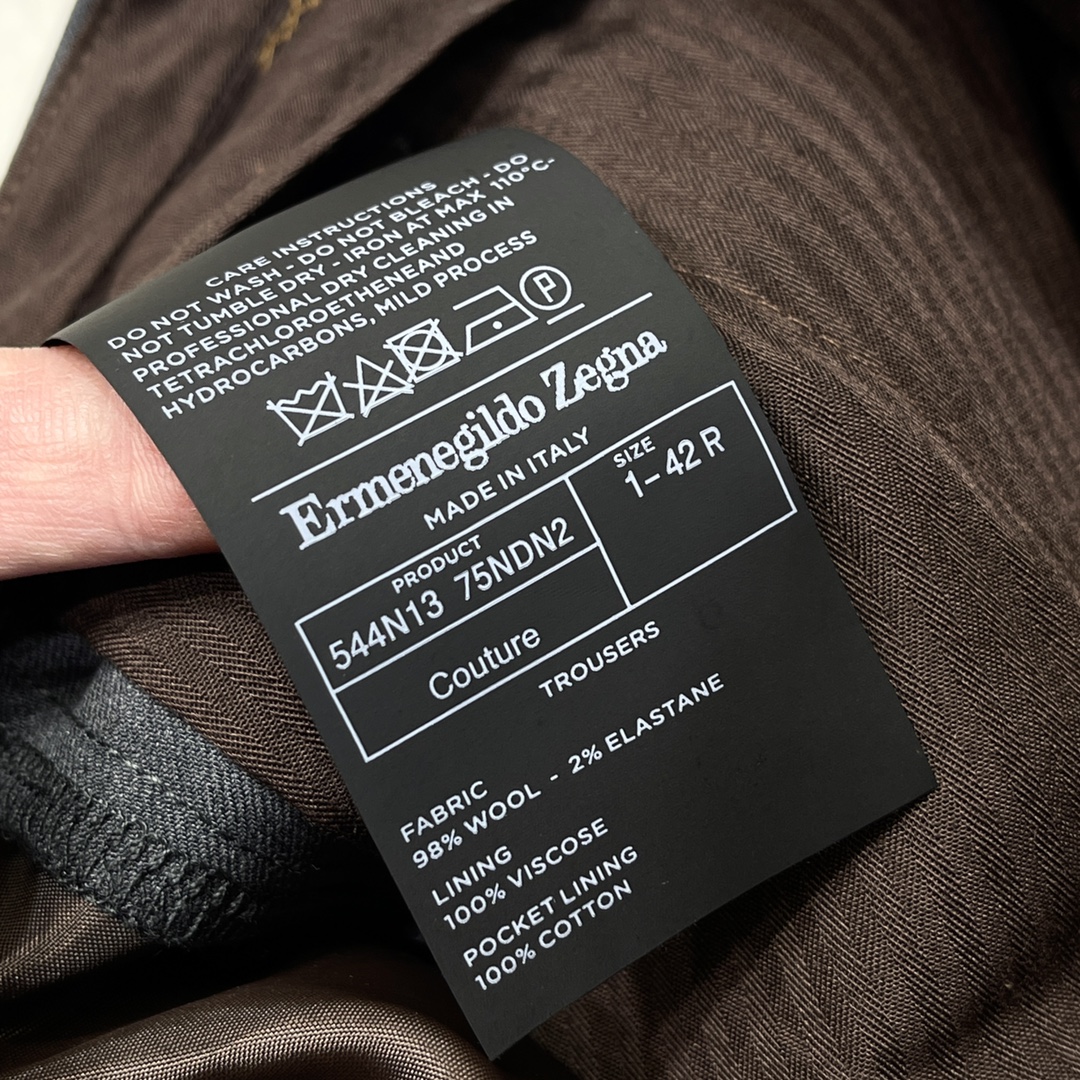 CARE INSTRUCTIONS
DO NOT WASH - DO NOT BLEACH - DO
NOT TUMBLE DRY - IRON AT MAX 110°C-
PROFESSIONAL DRY CLEANING IN
TETRACHLOROETHENEAND
HYDROCARBONS, MILD PROCESS
P
Ermenegildo Zegna
MADE IN ITALY
PRODUCT
544N13 75NDN2
SIZE
1-42 R
Couture
TROUSERS
FABRIC
98% WOOL - 2% ELASTANE
LINING
100% VISCOSE
POCKET LINING
100% COTTON